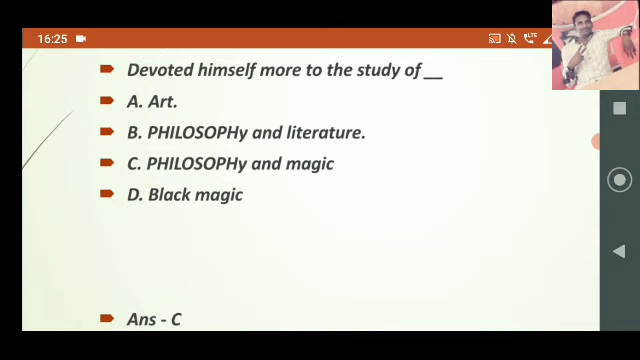 16:25
LTE
Devoted himself more to the study of __
A. Art.
B. PHILOSOPHy and literature.
C. PHILOSOPHy and magic
D. Black magic
Ans - C